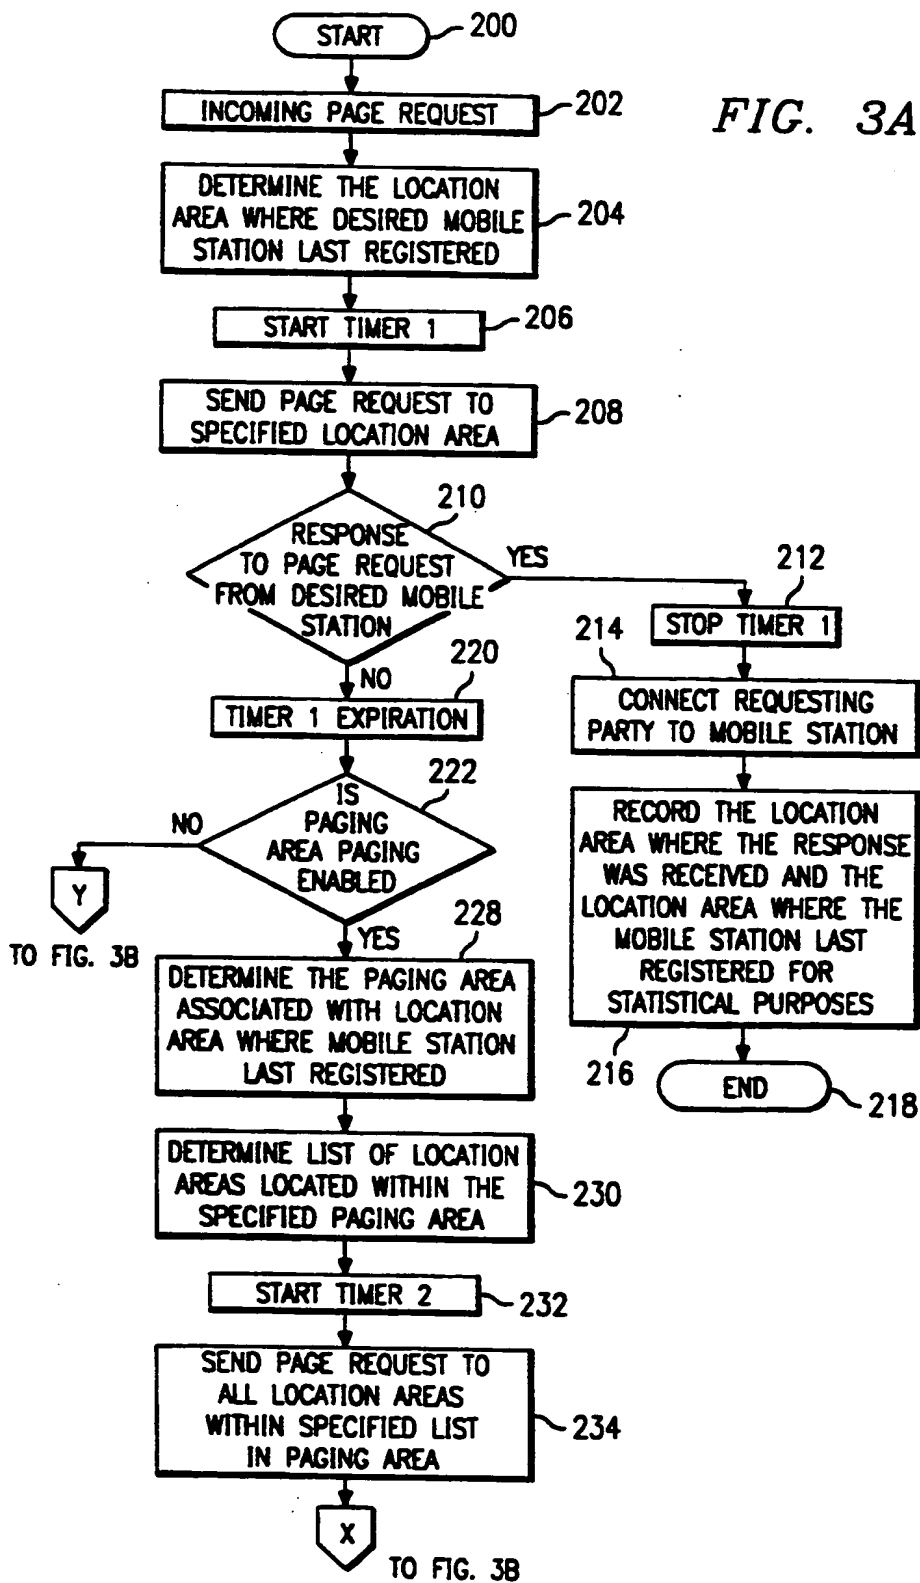 START
200
INCOMING PAGE REQUEST
202
FIG. 3A
DETERMINE THE LOCATION
AREA WHERE DESIRED MOBILE
STATION LAST REGISTERED
204
START TIMER 1
206
SEND PAGE REQUEST TO
SPECIFIED LOCATION AREA
208
210
RESPONSE
TO PAGE REQUEST
FROM DESIRED MOBILE
STATION
YES
212
STOP TIMER 1
214
CONNECT REQUESTING
PARTY TO MOBILE STATION
RECORD THE LOCATION
AREA WHERE THE RESPONSE
WAS RECEIVED AND THE
LOCATION AREA WHERE THE
MOBILE STATION LAST
REGISTERED FOR
STATISTICAL PURPOSES
216
END
218
NO
220
TIMER 1 EXPIRATION
222
IS
PAGING
AREA PAGING
ENABLED
NO
Y
TO FIG. 3B
YES
228
DETERMINE THE PAGING AREA
ASSOCIATED WITH LOCATION
AREA WHERE MOBILE STATION
LAST REGISTERED
DETERMINE LIST OF LOCATION
AREAS LOCATED WITHIN THE
SPECIFIED PAGING AREA
230
START TIMER 2
232
SEND PAGE REQUEST TO
ALL LOCATION AREAS
WITHIN SPECIFIED LIST
IN PAGING AREA
234
X
TO FIG. 3B